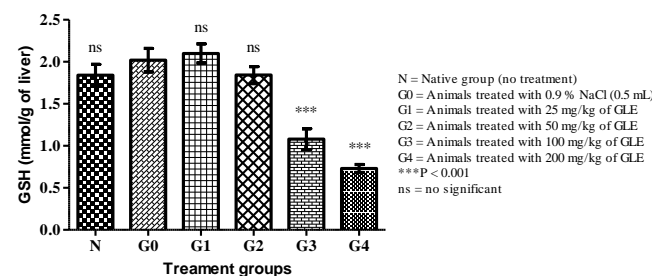 2.5
2.0
1.5
1.0
0.5
0.0
GSH (mmol/g of liver)
ns
ns
ns
***
***
N
G0
G1
G2
G3
G4
Treament groups
N = Native group (no treatment)
G0 = Animals treated with 0.9 % NaCl (0.5 mL)
G1 = Animals treated with 25 mg/kg of GLE
G2 = Animals treated with 50 mg/kg of GLE
G3 = Animals treated with 100 mg/kg of GLE
G4 = Animals treated with 200 mg/kg of GLE
***P < 0.001
ns = no significant